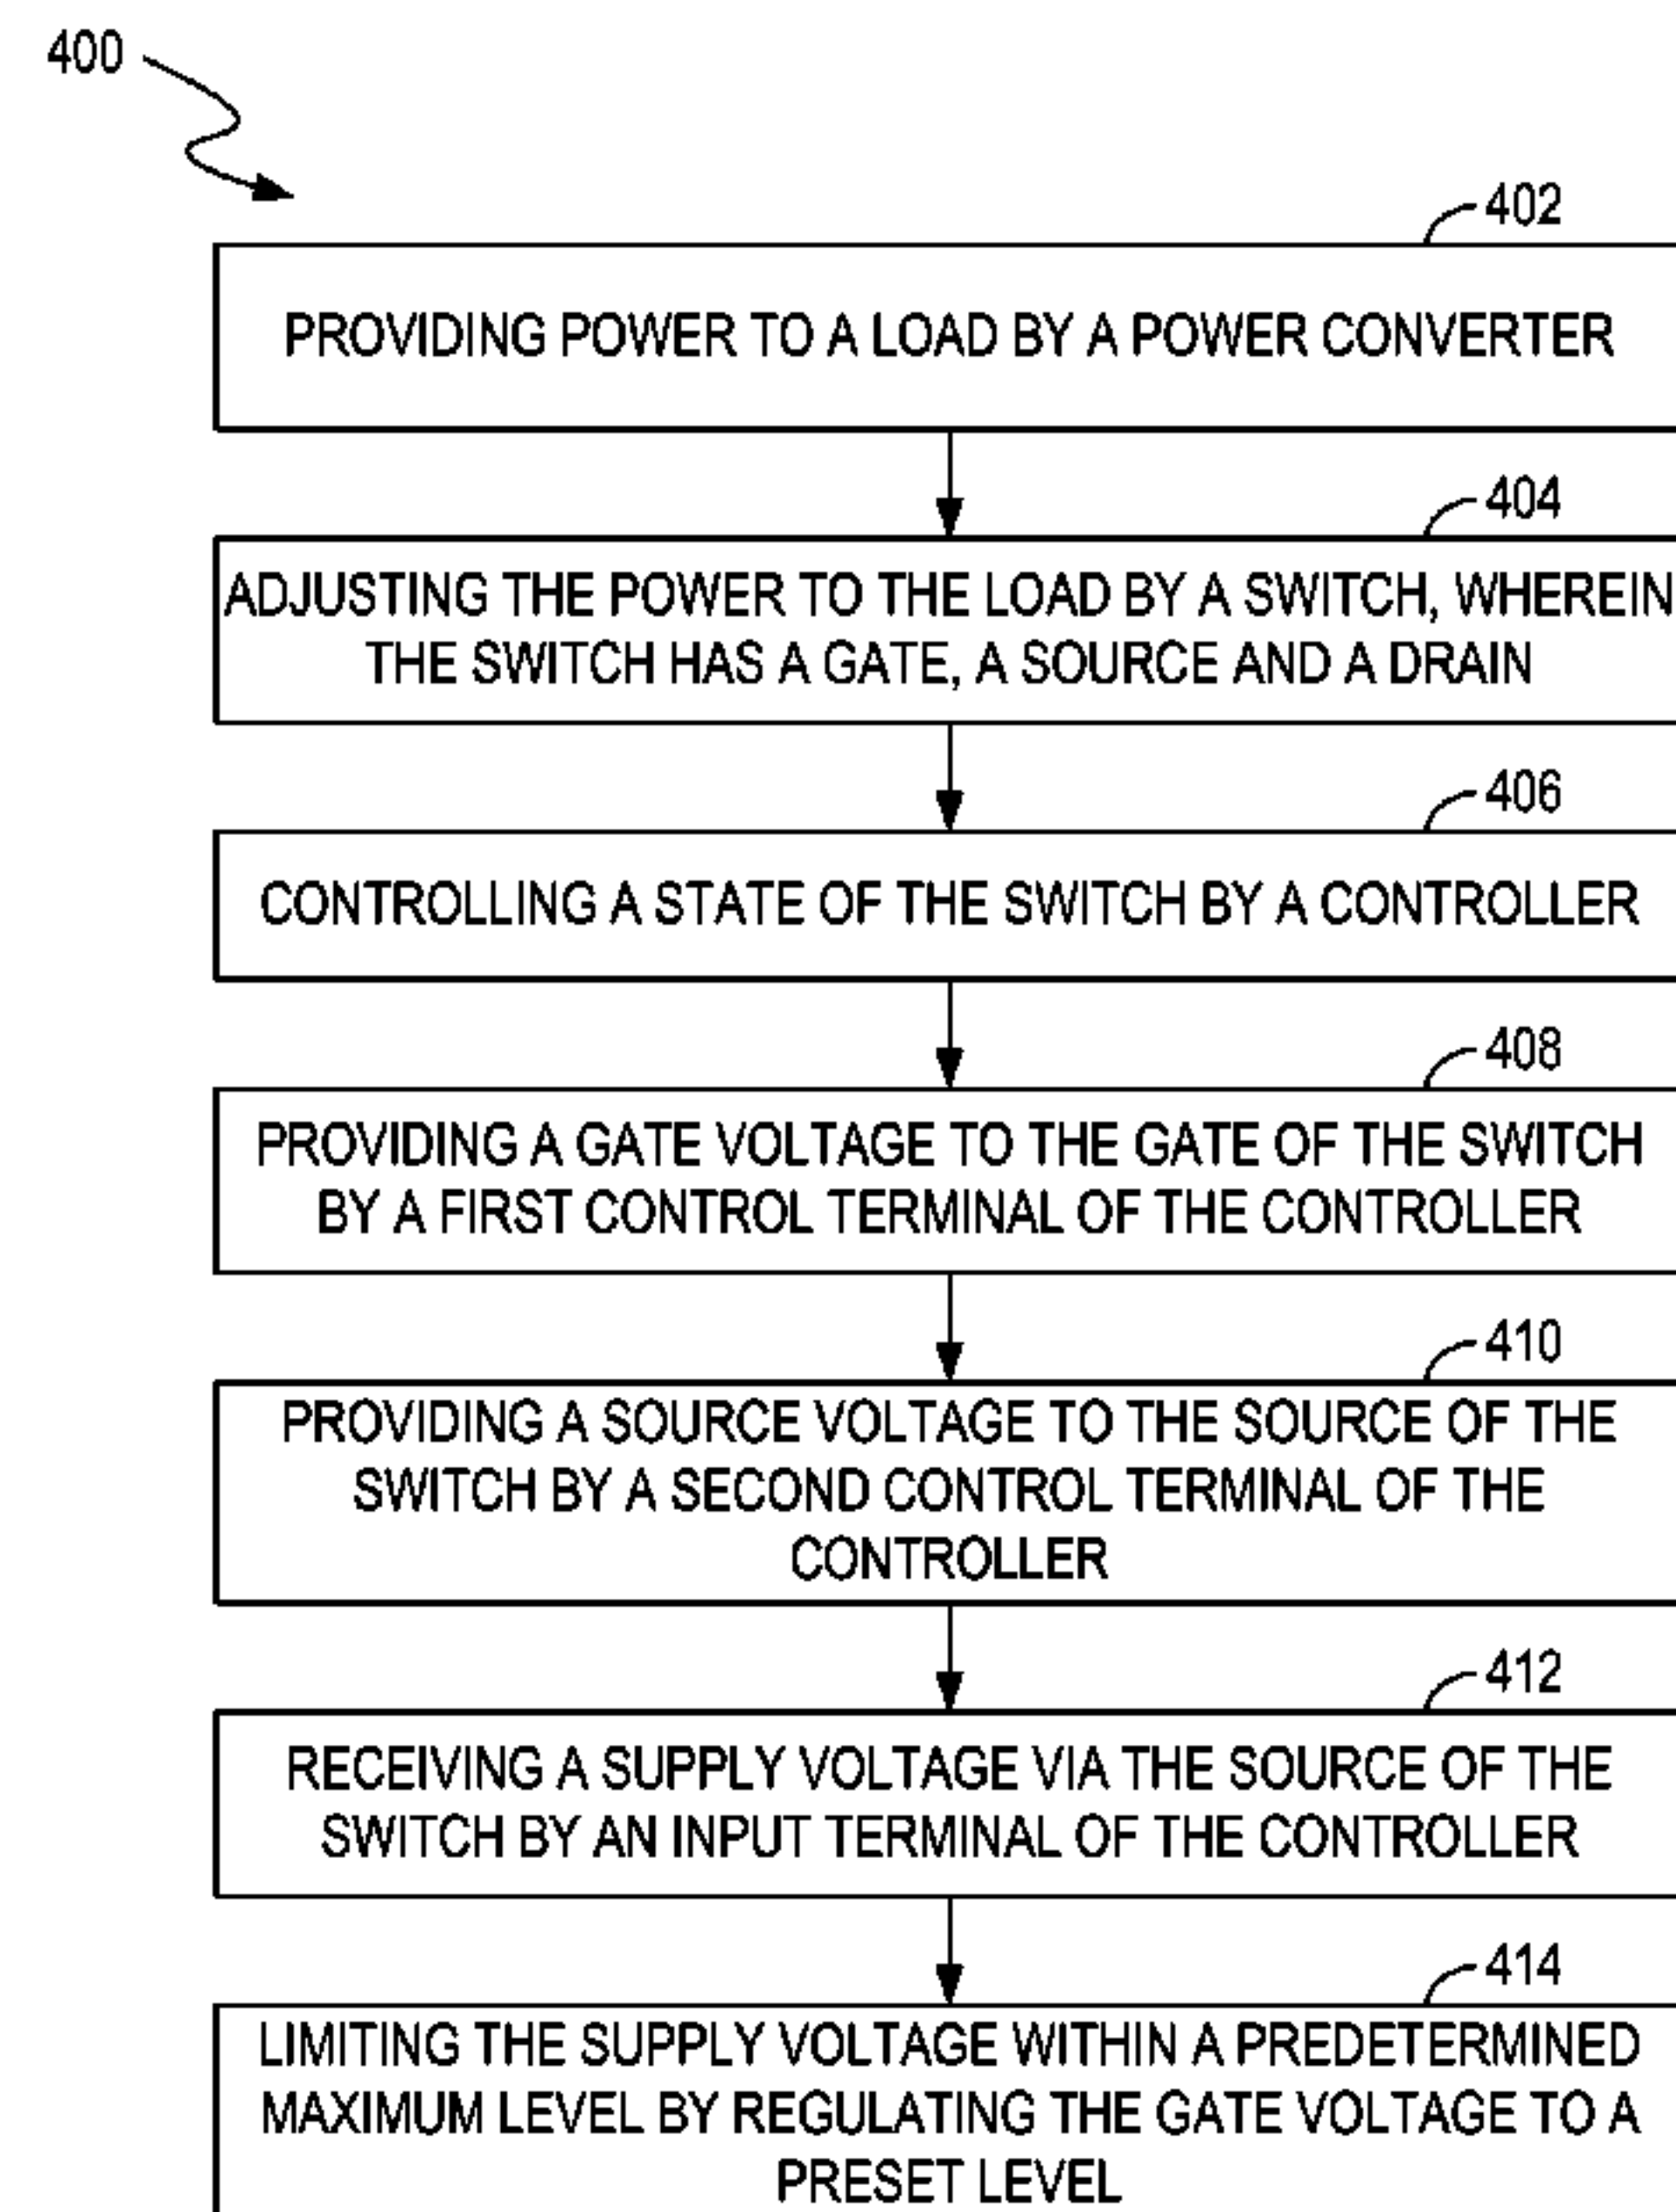 400
402
PROVIDING POWER TO A LOAD BY A POWER CONVERTER
404
ADJUSTING THE POWER TO THE LOAD BY A SWITCH, WHEREIN
THE SWITCH HAS A GATE, A SOURCE AND A DRAIN
406
CONTROLLING A STATE OF THE SWITCH BY A CONTROLLER
408
PROVIDING A GATE VOLTAGE TO THE GATE OF THE SWITCH
BY A FIRST CONTROL TERMINAL OF THE CONTROLLER
410
PROVIDING A SOURCE VOLTAGE TO THE SOURCE OF THE
SWITCH BY A SECOND CONTROL TERMINAL OF THE
CONTROLLER
412
RECEIVING A SUPPLY VOLTAGE VIA THE SOURCE OF THE
SWITCH BY AN INPUT TERMINAL OF THE CONTROLLER
414
LIMITING THE SUPPLY VOLTAGE WITHIN A PREDETERMINED
MAXIMUM LEVEL BY REGULATING THE GATE VOLTAGE TO A
PRESET LEVEL